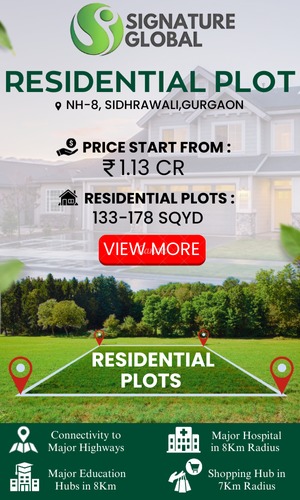 SIGNATURE
GLOBAL
RESIDENTIAL PLOT
NH-8, SIDHRAWALI,GURGAON
PRICE START FROM :
₹ 1.13 CR
RESIDENTIAL PLOTS :
133-178 SQYD
VIEW MORE
RESIDENTIAL
PLOTS
Connectivity to
Major Highways
Major Hospital
in 8Km Radius
Major Education
Hubs in 8Km
Shopping Hub in
7Km Radius